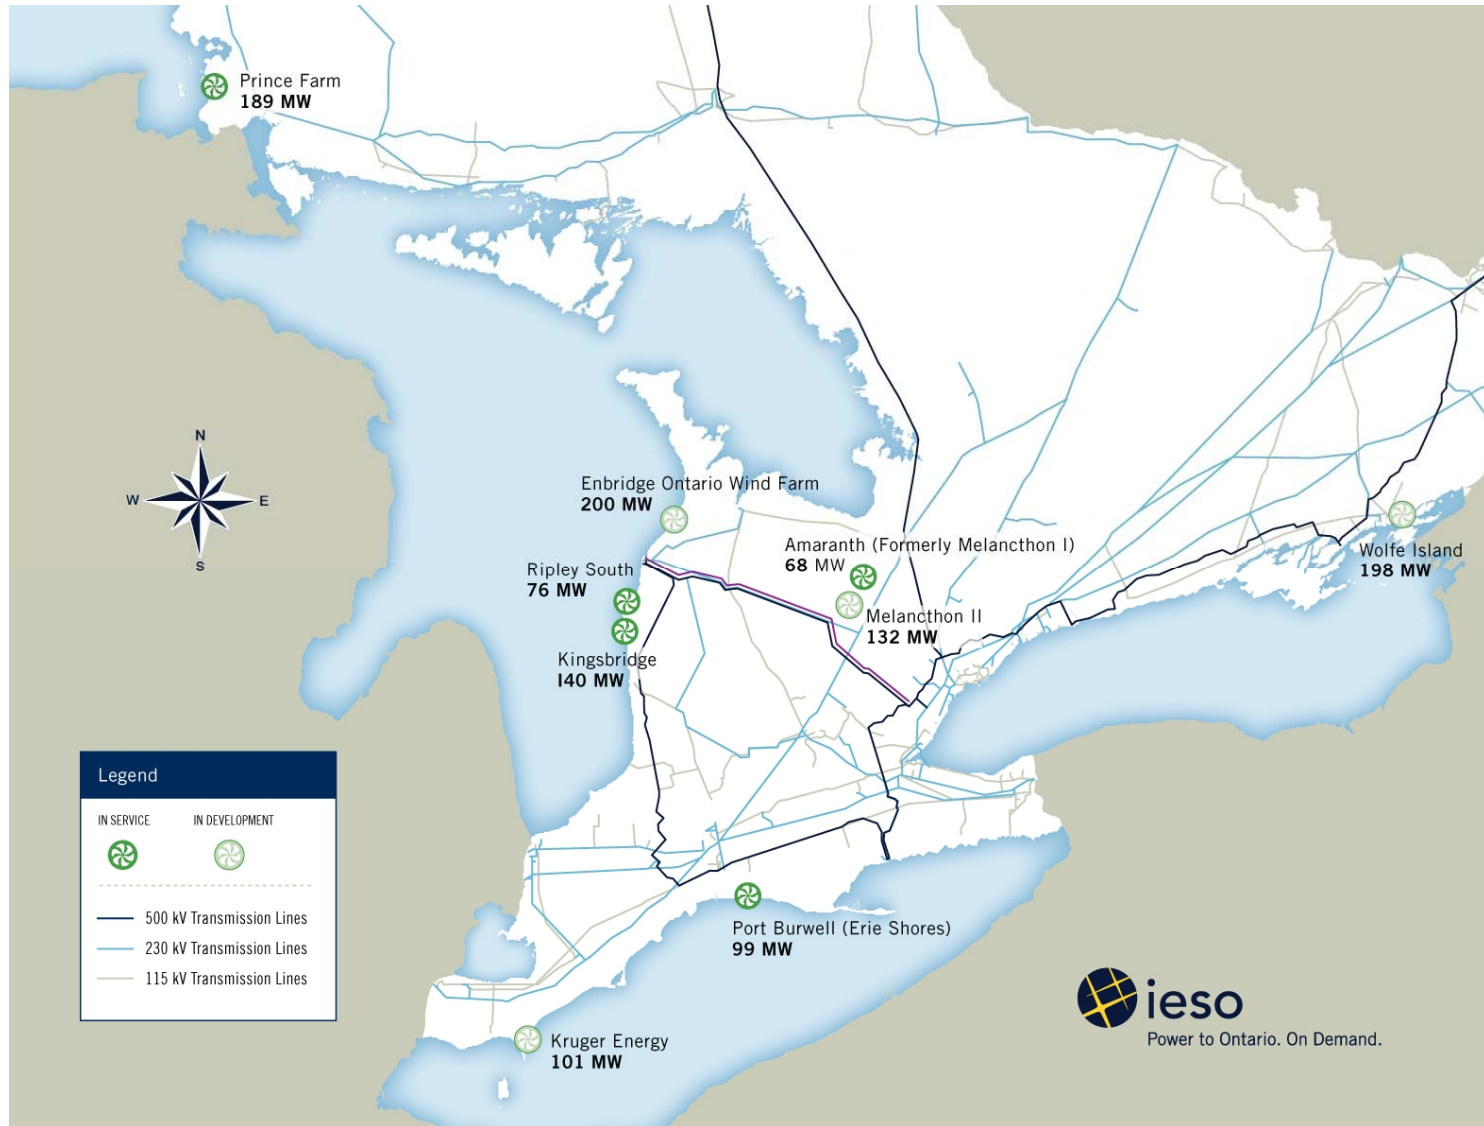 Prince Farm
189 MW
N
W
E
S
Enbridge Ontario Wind Farm
200 MW
Amaranth (Formerly Melancthon I)
68 MW
Wolfe Island
198 MW
Ripley South
76 MW
Melancthon II
132 MW
Kingsbridge
I40 MW
Legend
IN SERVICE
IN DEVELOPMENT
500 kV Transmission Lines
230 kV Transmission Lines
115 kV Transmission Lines
Port Burwell (Erie Shores)
99 MW
Kruger Energy
101 MW
ieso
Power to Ontario. On Demand.